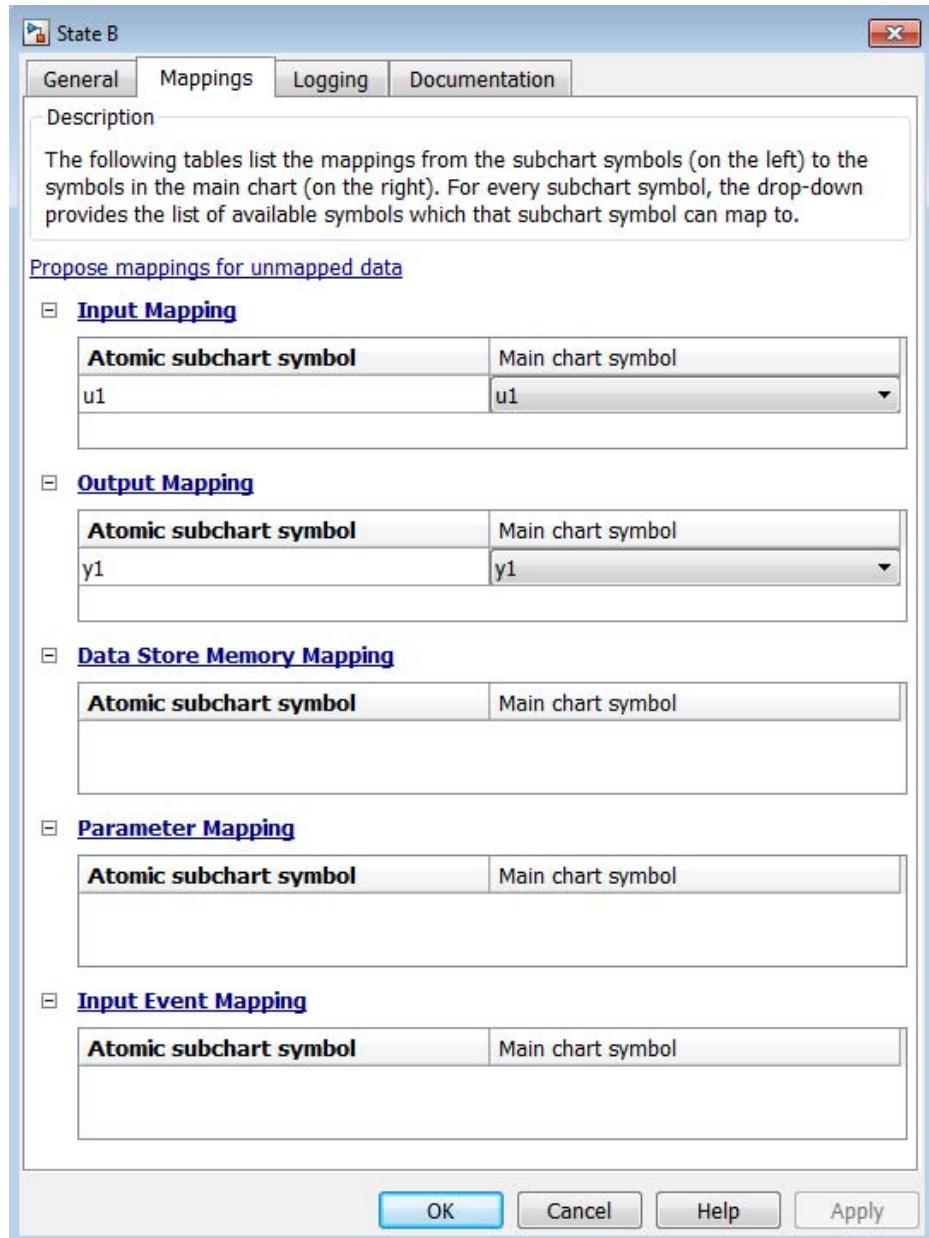 State B
General Mappings Logging Documentation
Description
The following tables list the mappings from the subchart symbols (on the left) to the
symbols in the main chart (on the right). For every subchart symbol, the drop-down
provides the list of available symbols which that subchart symbol can map to.
Propose mappings for unmapped data
Input Mapping
Atomic subchart symbol Main chart symbol
u1 u1
Output Mapping
Atomic subchart symbol Main chart symbol
y1 y1
Data Store Memory Mapping
Atomic subchart symbol Main chart symbol
Parameter Mapping
Atomic subchart symbol Main chart symbol
Input Event Mapping
Atomic subchart symbol Main chart symbol
OK Cancel Help Apply